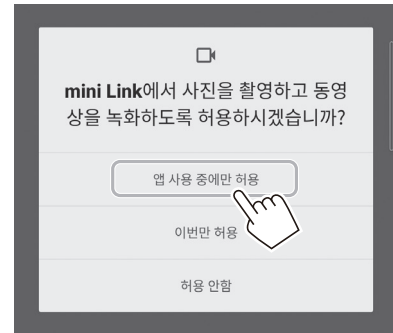 mini Link에서 사진을 촬영하고 동영
상을 녹화하도록 허용하시겠습니까?
앱 사용 중에만 허용
이번만 허용
허용 안함